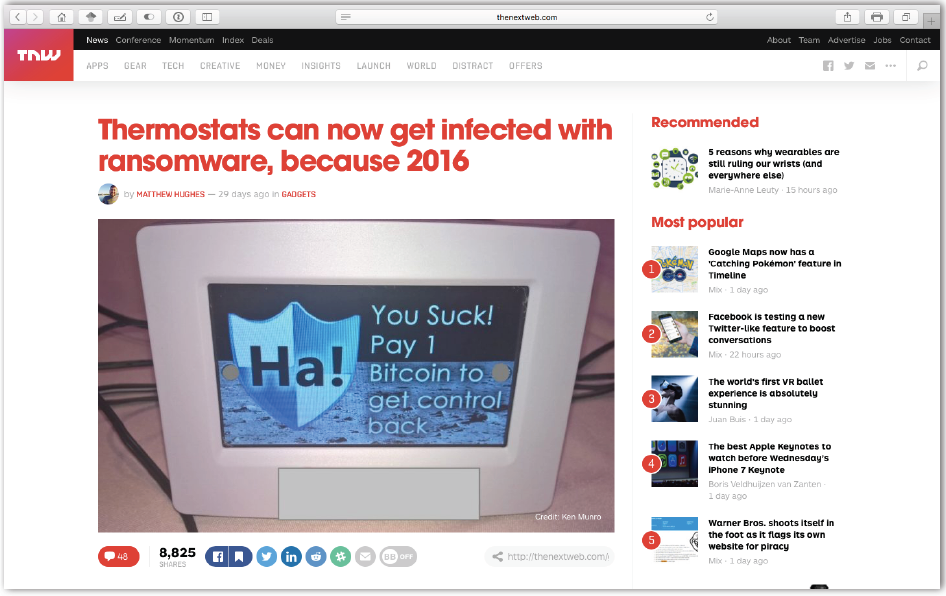 thenextweb.com
TNW
News Conference Momentum Index Deals
About Team Advertise Jobs Contact
APPS GEAR TECH CREATIVE MONEY INSIGHTS LAUNCH WORLD DISTRACT OFFERS
Thermostats can now get infected with
ransomware, because 2016
by MATTHEW HUGHES — 29 days ago in GADGETS
You Suck!
Pay 1
Bitcoin to
get control
back
Ha!
Credit: Ken Munro
48
8,825
SHARES
BB OFF
http://thenextweb.com/
Recommended
5 reasons why wearables are
still ruling our wrists (and
everywhere else)
Marie-Anne Leuty · 15 hours ago
Most popular
POKÉMON
GO
1
Google Maps now has a
'Catching Pokémon' feature in
Timeline
Mix · 1 day ago
2
Facebook is testing a new
Twitter-like feature to boost
conversations
Mix · 22 hours ago
3
The world's first VR ballet
experience is absolutely
stunning
Juan Buis · 1 day ago
4
The best Apple Keynotes to
watch before Wednesday's
iPhone 7 Keynote
Boris Veldhuijzen van Zanten ·
1 day ago
5
Warner Bros. shoots itself in
the foot as it flags its own
website for piracy
Mix · 1 day ago